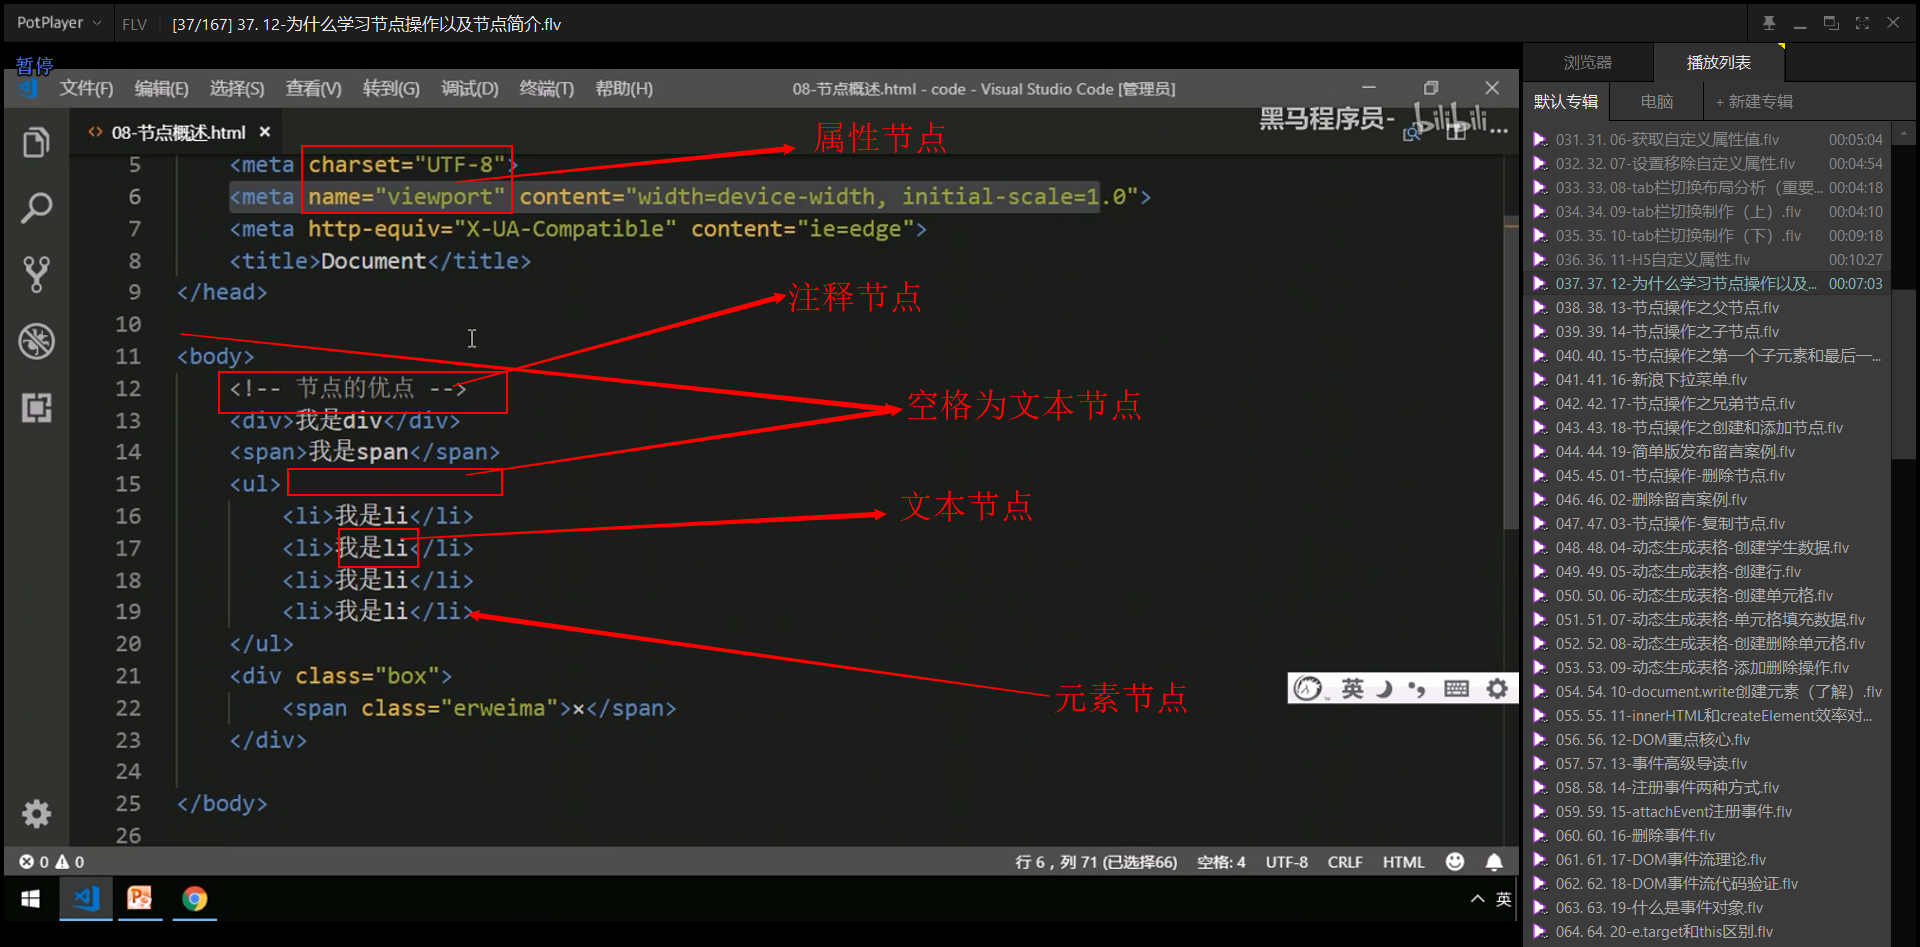 PotPlayer FLV [37/167] 37. 12-为什么学习节点操作以及节点简介.flv
暂停
文件(F) 编辑(E) 选择(S) 查看(V) 转到(G) 调试(D) 终端(T) 帮助(H) 08-节点概述.html - code - Visual Studio Code [管理员]
08-节点概述.html
黑马程序员- bilibili
5 <meta charset="UTF-8">
属性节点
6 <meta name="viewport" content="width=device-width, initial-scale=1.0">
7 <meta http-equiv="X-UA-Compatible" content="ie=edge">
8 <title>Document</title>
9 </head>
注释节点
10
11 <body>
12 <!-- 节点的优点 -->
空格为文本节点
13 <div>我是div</div>
14 <span>我是span</span>
15 <ul>
文本节点
16 <li>我是li</li>
17 <li>我是li</li>
18 <li>我是li</li>
19 <li>我是li</li>
20 </ul>
21 <div class="box">
元素节点
22 <span class="erweima">×</span>
23 </div>
24
25 </body>
26
英
0 0 行 6，列 71 (已选择66) 空格: 4 UTF-8 CRLF HTML
英
浏览器 播放列表
默认专辑 电脑 + 新建专辑
031. 31. 06-获取自定义属性值.flv 00:05:04
032. 32. 07-设置移除自定义属性.flv 00:04:54
033. 33. 08-tab栏切换布局分析（重要... 00:04:18
034. 34. 09-tab栏切换制作（上）.flv 00:04:10
035. 35. 10-tab栏切换制作（下）.flv 00:09:18
036. 36. 11-H5自定义属性.flv 00:10:27
037. 37. 12-为什么学习节点操作以及... 00:07:03
038. 38. 13-节点操作之父节点.flv
039. 39. 14-节点操作之子节点.flv
040. 40. 15-节点操作之第一个子元素和最后一...
041. 41. 16-新浪下拉菜单.flv
042. 42. 17-节点操作之兄弟节点.flv
043. 43. 18-节点操作之创建和添加节点.flv
044. 44. 19-简单版发布留言案例.flv
045. 45. 01-节点操作-删除节点.flv
046. 46. 02-删除留言案例.flv
047. 47. 03-节点操作-复制节点.flv
048. 48. 04-动态生成表格-创建学生数据.flv
049. 49. 05-动态生成表格-创建行.flv
050. 50. 06-动态生成表格-创建单元格.flv
051. 51. 07-动态生成表格-单元格填充数据.flv
052. 52. 08-动态生成表格-创建删除单元格.flv
053. 53. 09-动态生成表格-添加删除操作.flv
054. 54. 10-document.write创建元素（了解）.flv
055. 55. 11-innerHTML和createElement效率对...
056. 56. 12-DOM重点核心.flv
057. 57. 13-事件高级导读.flv
058. 58. 14-注册事件两种方式.flv
059. 59. 15-attachEvent注册事件.flv
060. 60. 16-删除事件.flv
061. 61. 17-DOM事件流理论.flv
062. 62. 18-DOM事件流代码验证.flv
063. 63. 19-什么是事件对象.flv
064. 64. 20-e.target和this区别.flv